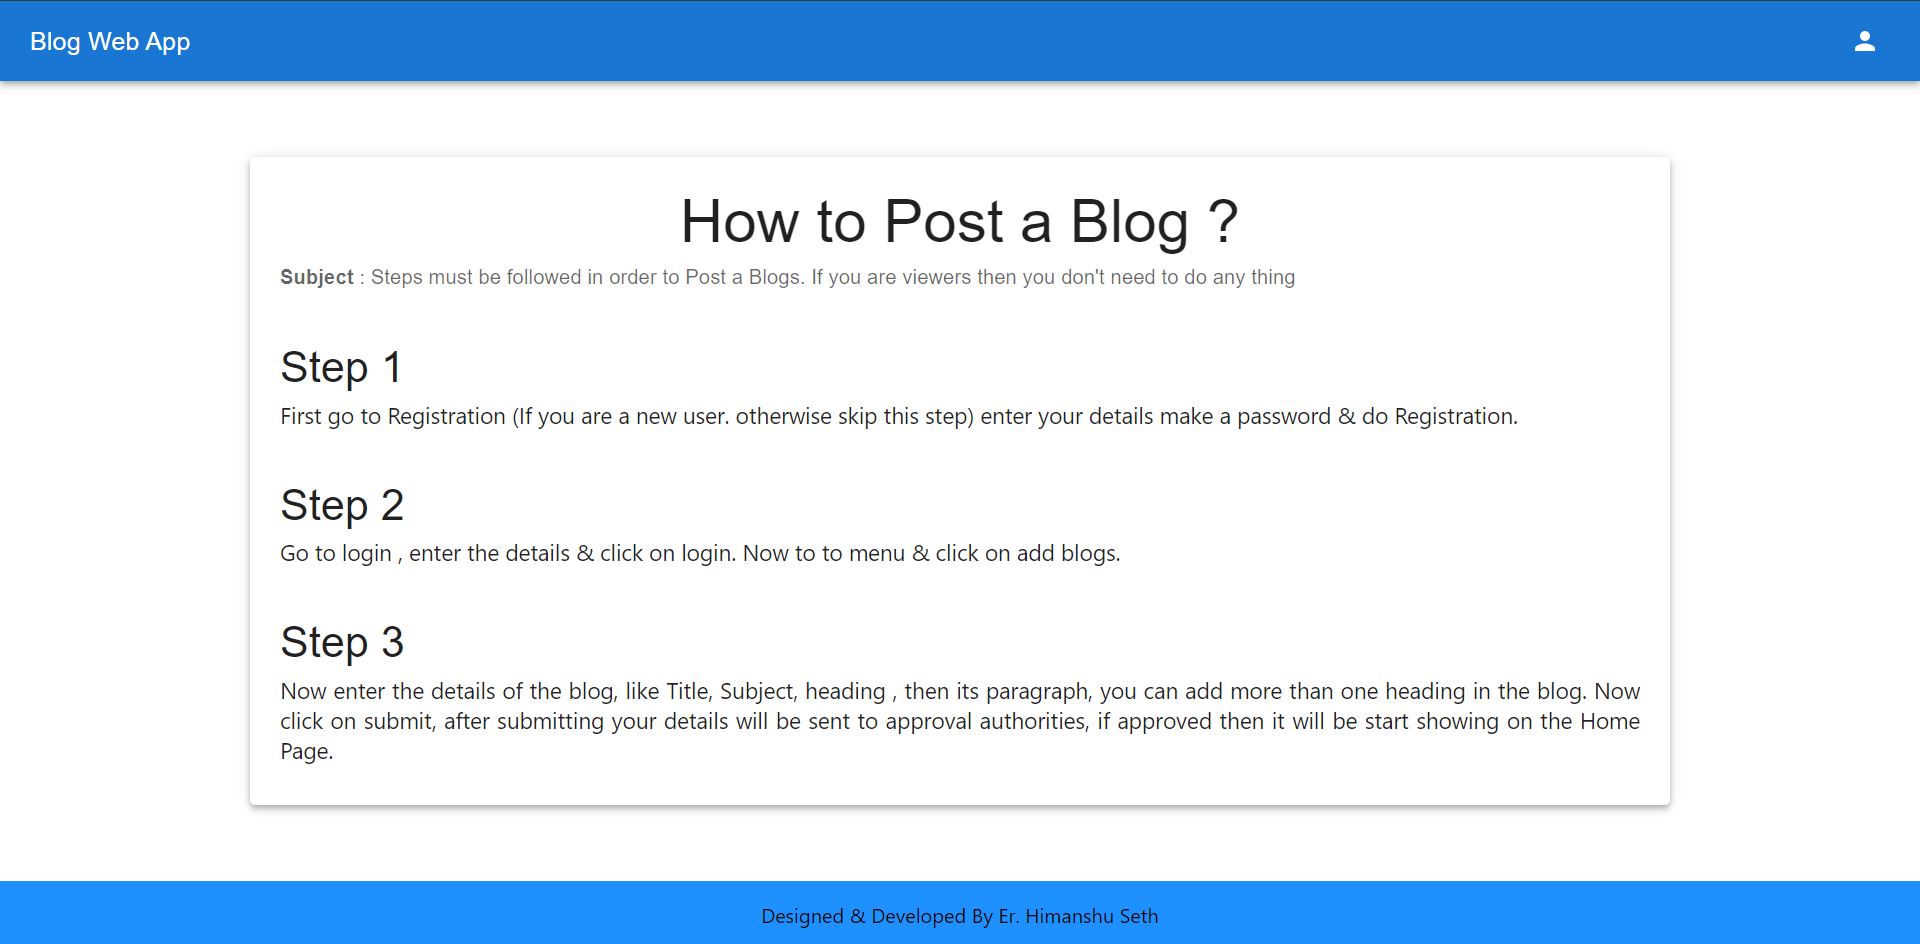 Blog Web App
How to Post a Blog ?
Subject : Steps must be followed in order to Post a Blogs. If you are viewers then you don't need to do any thing
Step 1
First go to Registration (If you are a new user. otherwise skip this step) enter your details make a password & do Registration.
Step 2
Go to login , enter the details & click on login. Now to to menu & click on add blogs.
Step 3
Now enter the details of the blog, like Title, Subject, heading , then its paragraph, you can add more than one heading in the blog. Now
click on submit, after submitting your details will be sent to approval authorities, if approved then it will be start showing on the Home
Page.
Designed & Developed By Er. Himanshu Seth